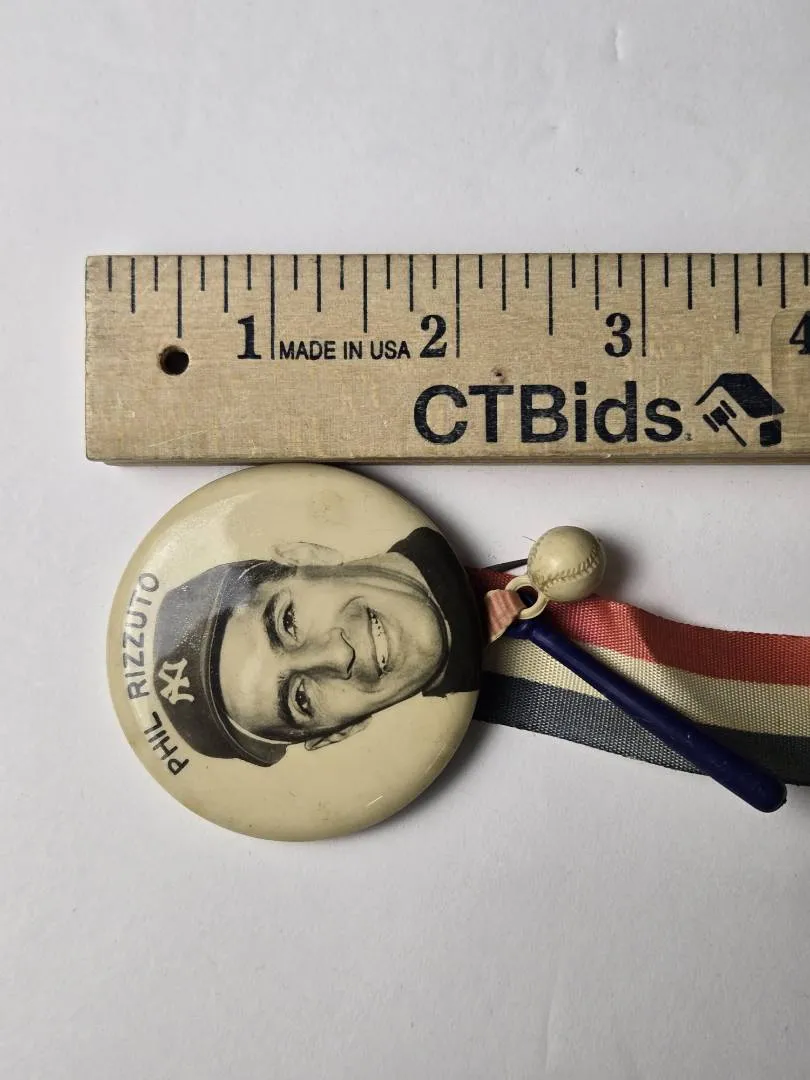 1 2 3 4
MADE IN USA
CTBids.
PHIL RIZZUTO
NY